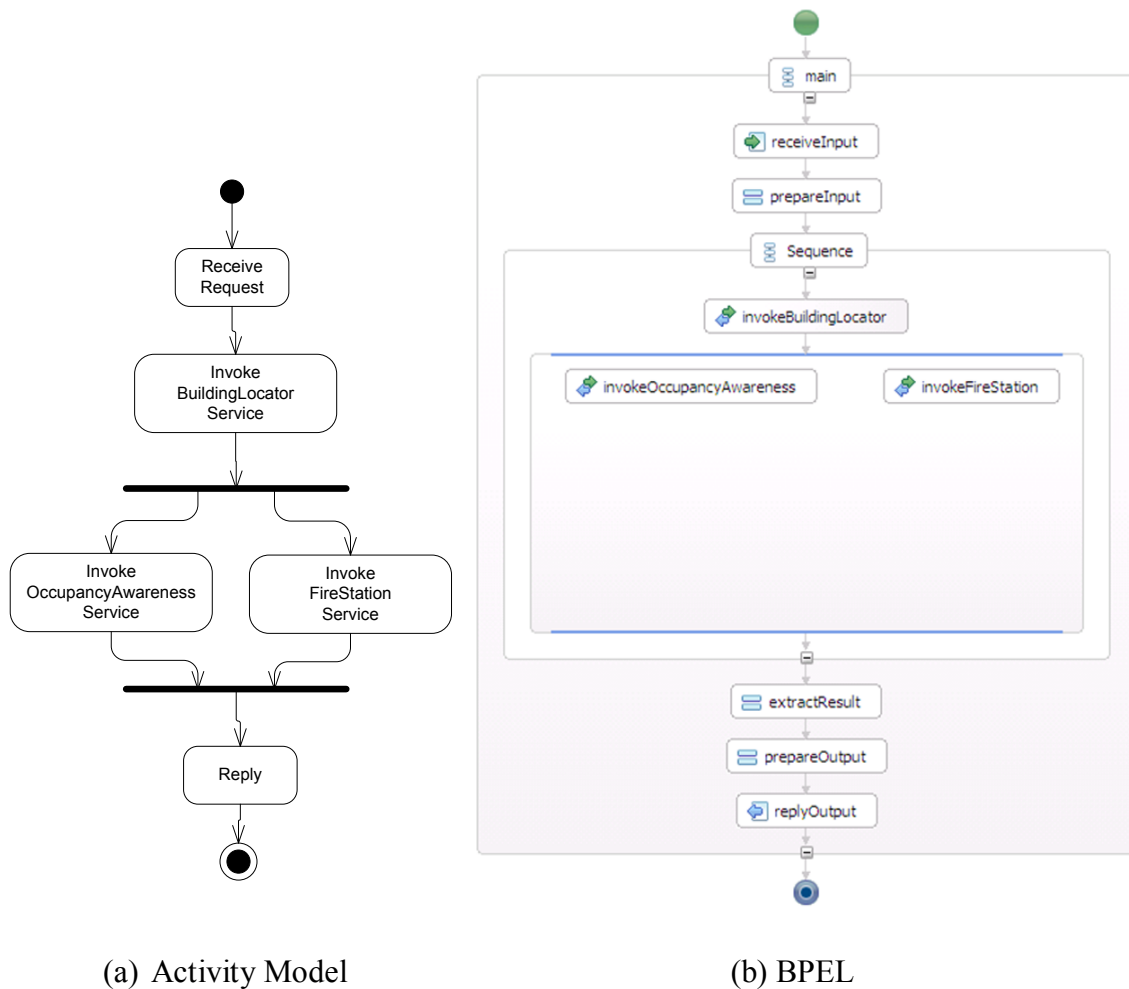 Receive
Request
Invoke
BuildingLocator
Service
Invoke
OccupancyAwareness
Service
Invoke
FireStation
Service
Reply
(a) Activity Model
main
receiveInput
prepareInput
Sequence
invokeBuildingLocator
invokeOccupancyAwareness
invokeFireStation
extractResult
prepareOutput
replyOutput
(b) BPEL